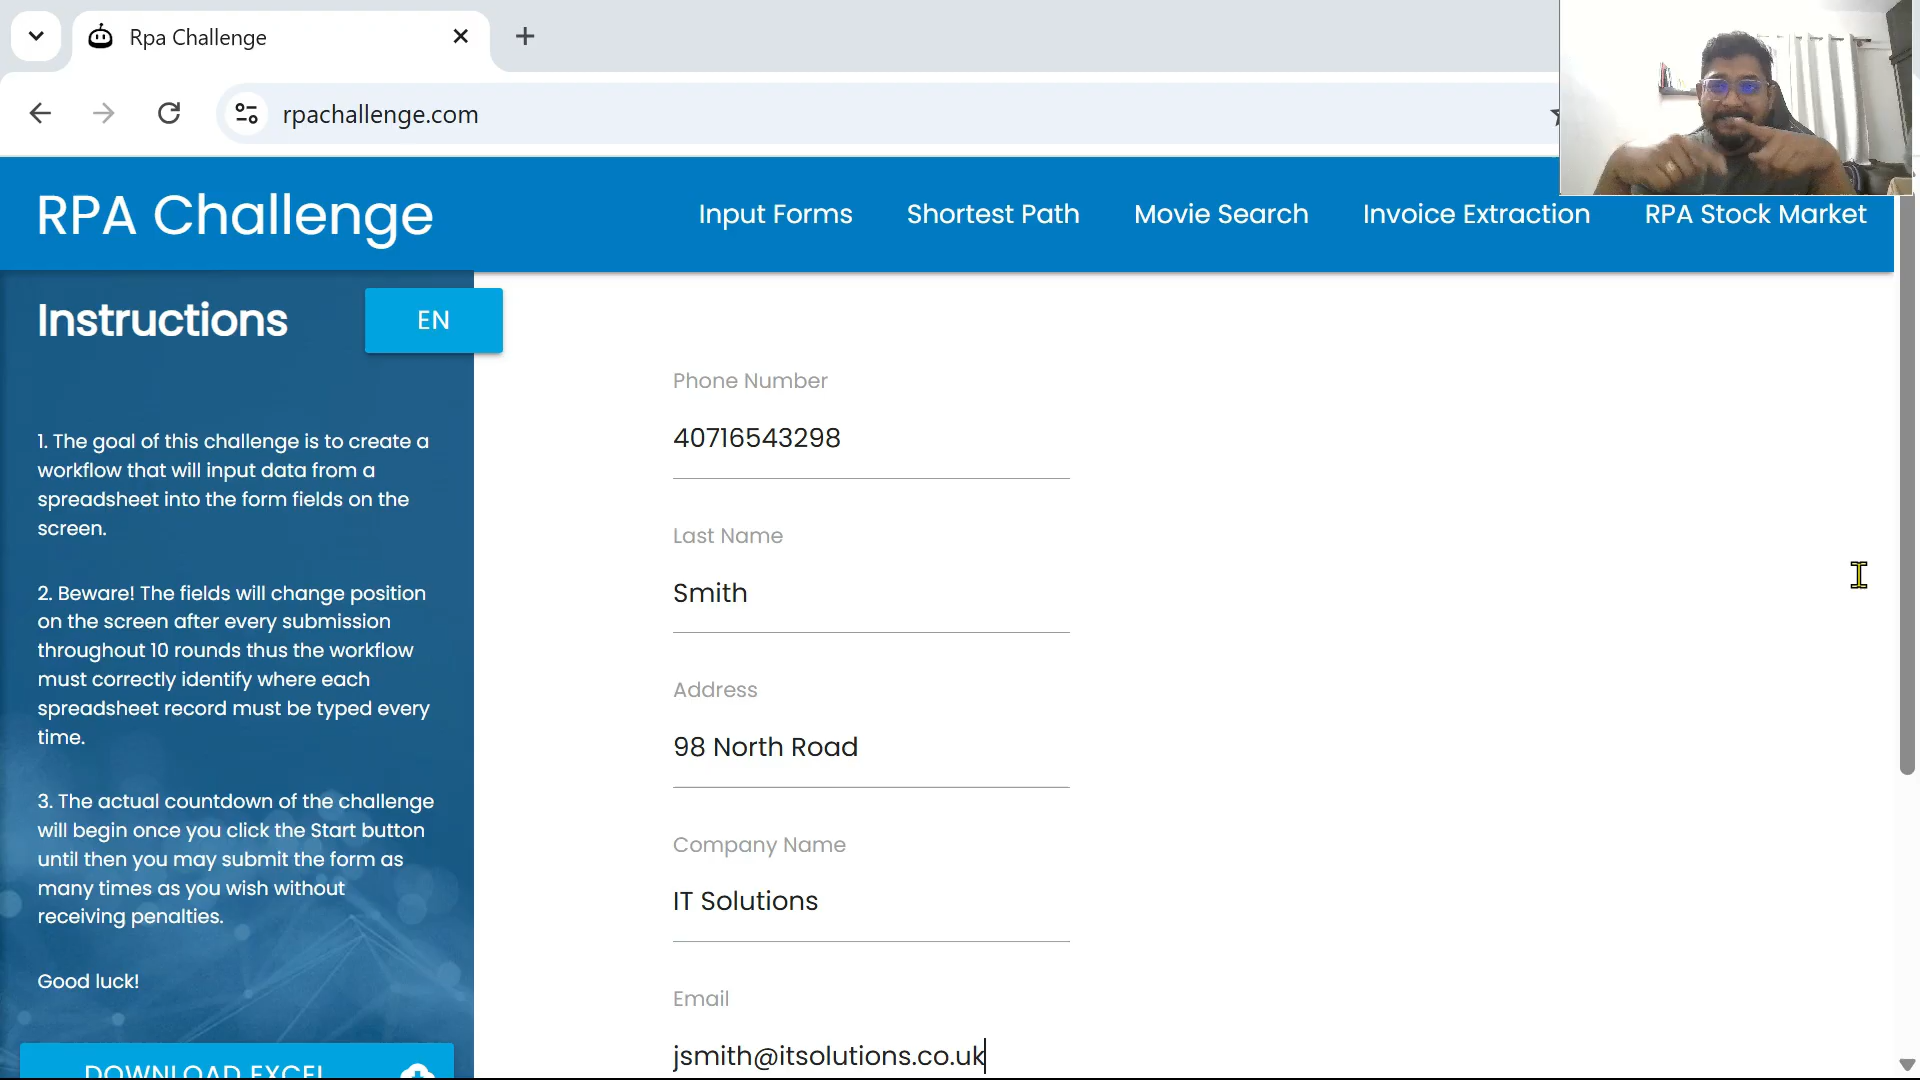 Rpa Challenge
rpachallenge.com
RPA Challenge
Input Forms
Shortest Path
Movie Search
Invoice Extraction
RPA Stock Market
Instructions
EN
1. The goal of this challenge is to create a
workflow that will input data from a
spreadsheet into the form fields on the
screen.
2. Beware! The fields will change position
on the screen after every submission
throughout 10 rounds thus the workflow
must correctly identify where each
spreadsheet record must be typed every
time.
3. The actual countdown of the challenge
will begin once you click the Start button
until then you may submit the form as
many times as you wish without
receiving penalties.
Good luck!
DOWNLOAD EXCEL
Phone Number
40716543298
Last Name
Smith
Address
98 North Road
Company Name
IT Solutions
Email
jsmith@itsolutions.co.uk